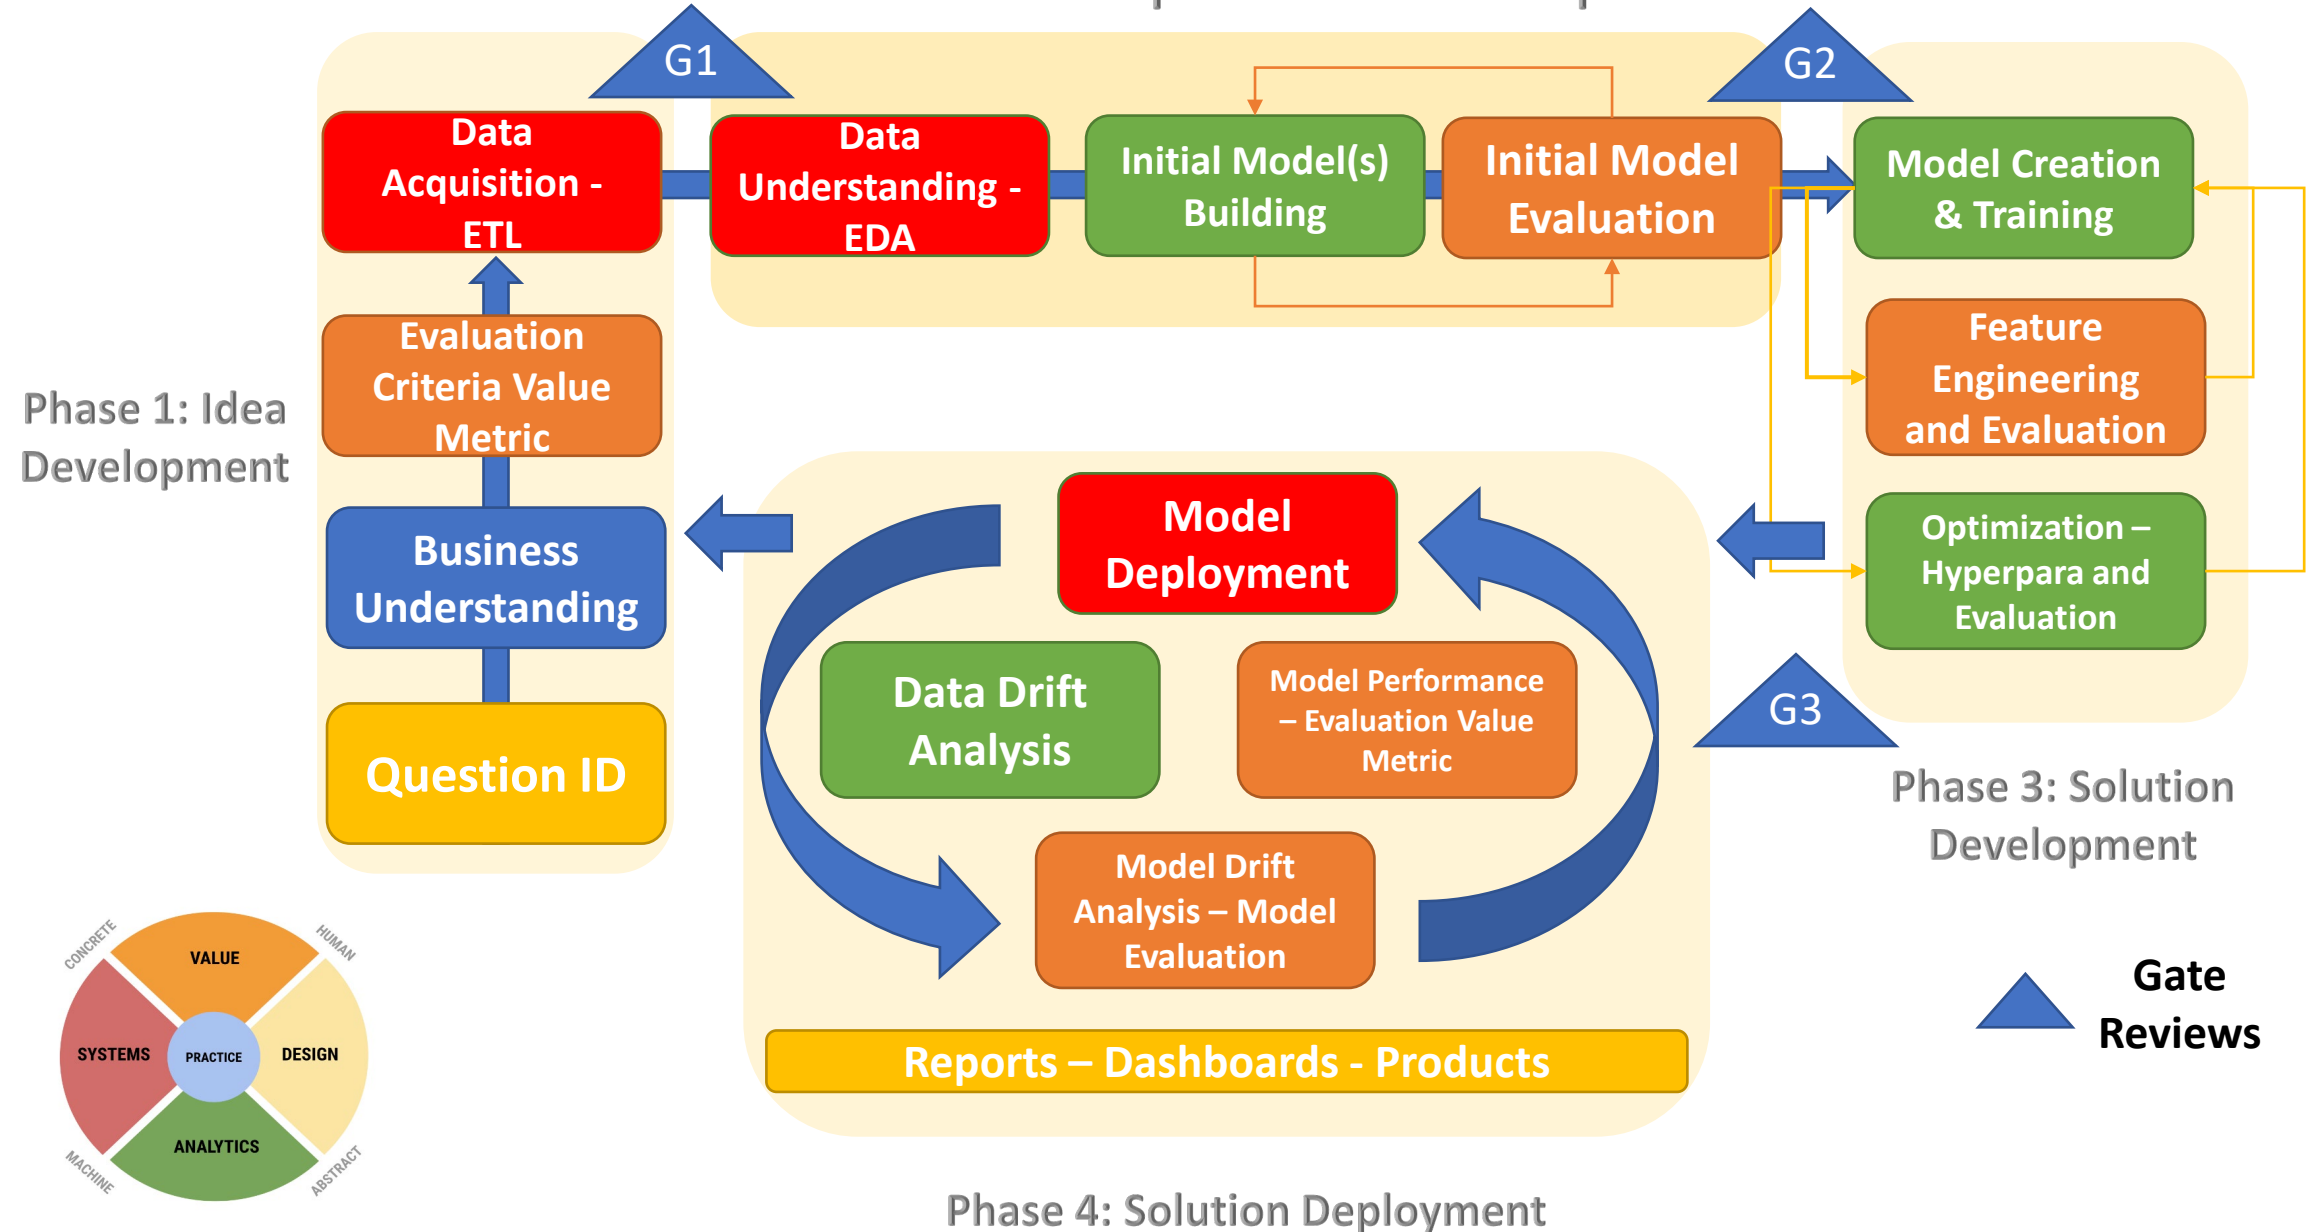 G1
G2
Data
Acquisition -
ETL
Data
Understanding -
EDA
Initial Model(s)
Building
Initial Model
Evaluation
Model Creation
& Training
Evaluation
Criteria Value
Metric
Feature
Engineering
and Evaluation
Phase 1: Idea
Development
Business
Understanding
Model
Deployment
Optimization –
Hyperpara and
Evaluation
Question ID
Data Drift
Analysis
Model Performance
– Evaluation Value
Metric
G3
Phase 3: Solution
Development
Model Drift
Analysis – Model
Evaluation
Reports – Dashboards - Products
Gate
Reviews
CONCRETE
HUMAN
VALUE
SYSTEMS
PRACTICE
DESIGN
ANALYTICS
MACHINE
ABSTRACT
Phase 4: Solution Deployment